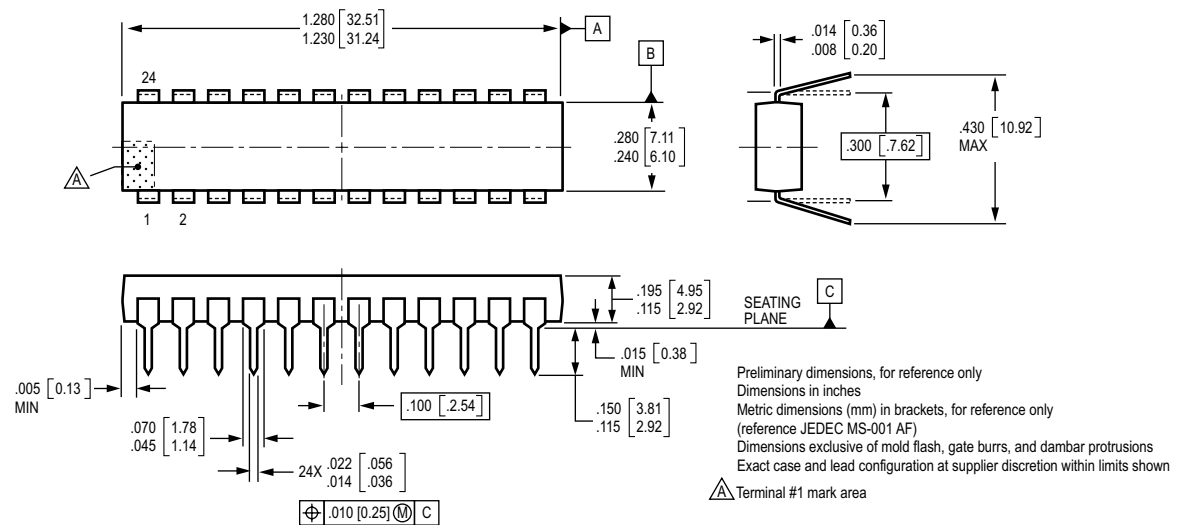 1.280 [32.51]
1.230 [31.24]
A
B
24
.280 [7.11]
.240 [6.10]
A
1 2
.014 [0.36]
.008 [0.20]
.300 [.7.62]
.430 [10.92]
MAX
.195 [4.95]
.115 [2.92]
SEATING
PLANE
C
.015 [0.38]
MIN
.005 [0.13]
MIN
.100 [.2.54]
.150 [3.81]
.115 [2.92]
.070 [1.78]
.045 [1.14]
24X .022 [.056]
.014 [.036]
⌖ .010 [0.25] Ⓜ C
Preliminary dimensions, for reference only
Dimensions in inches
Metric dimensions (mm) in brackets, for reference only
(reference JEDEC MS-001 AF)
Dimensions exclusive of mold flash, gate burrs, and dambar protrusions
Exact case and lead configuration at supplier discretion within limits shown
A Terminal #1 mark area